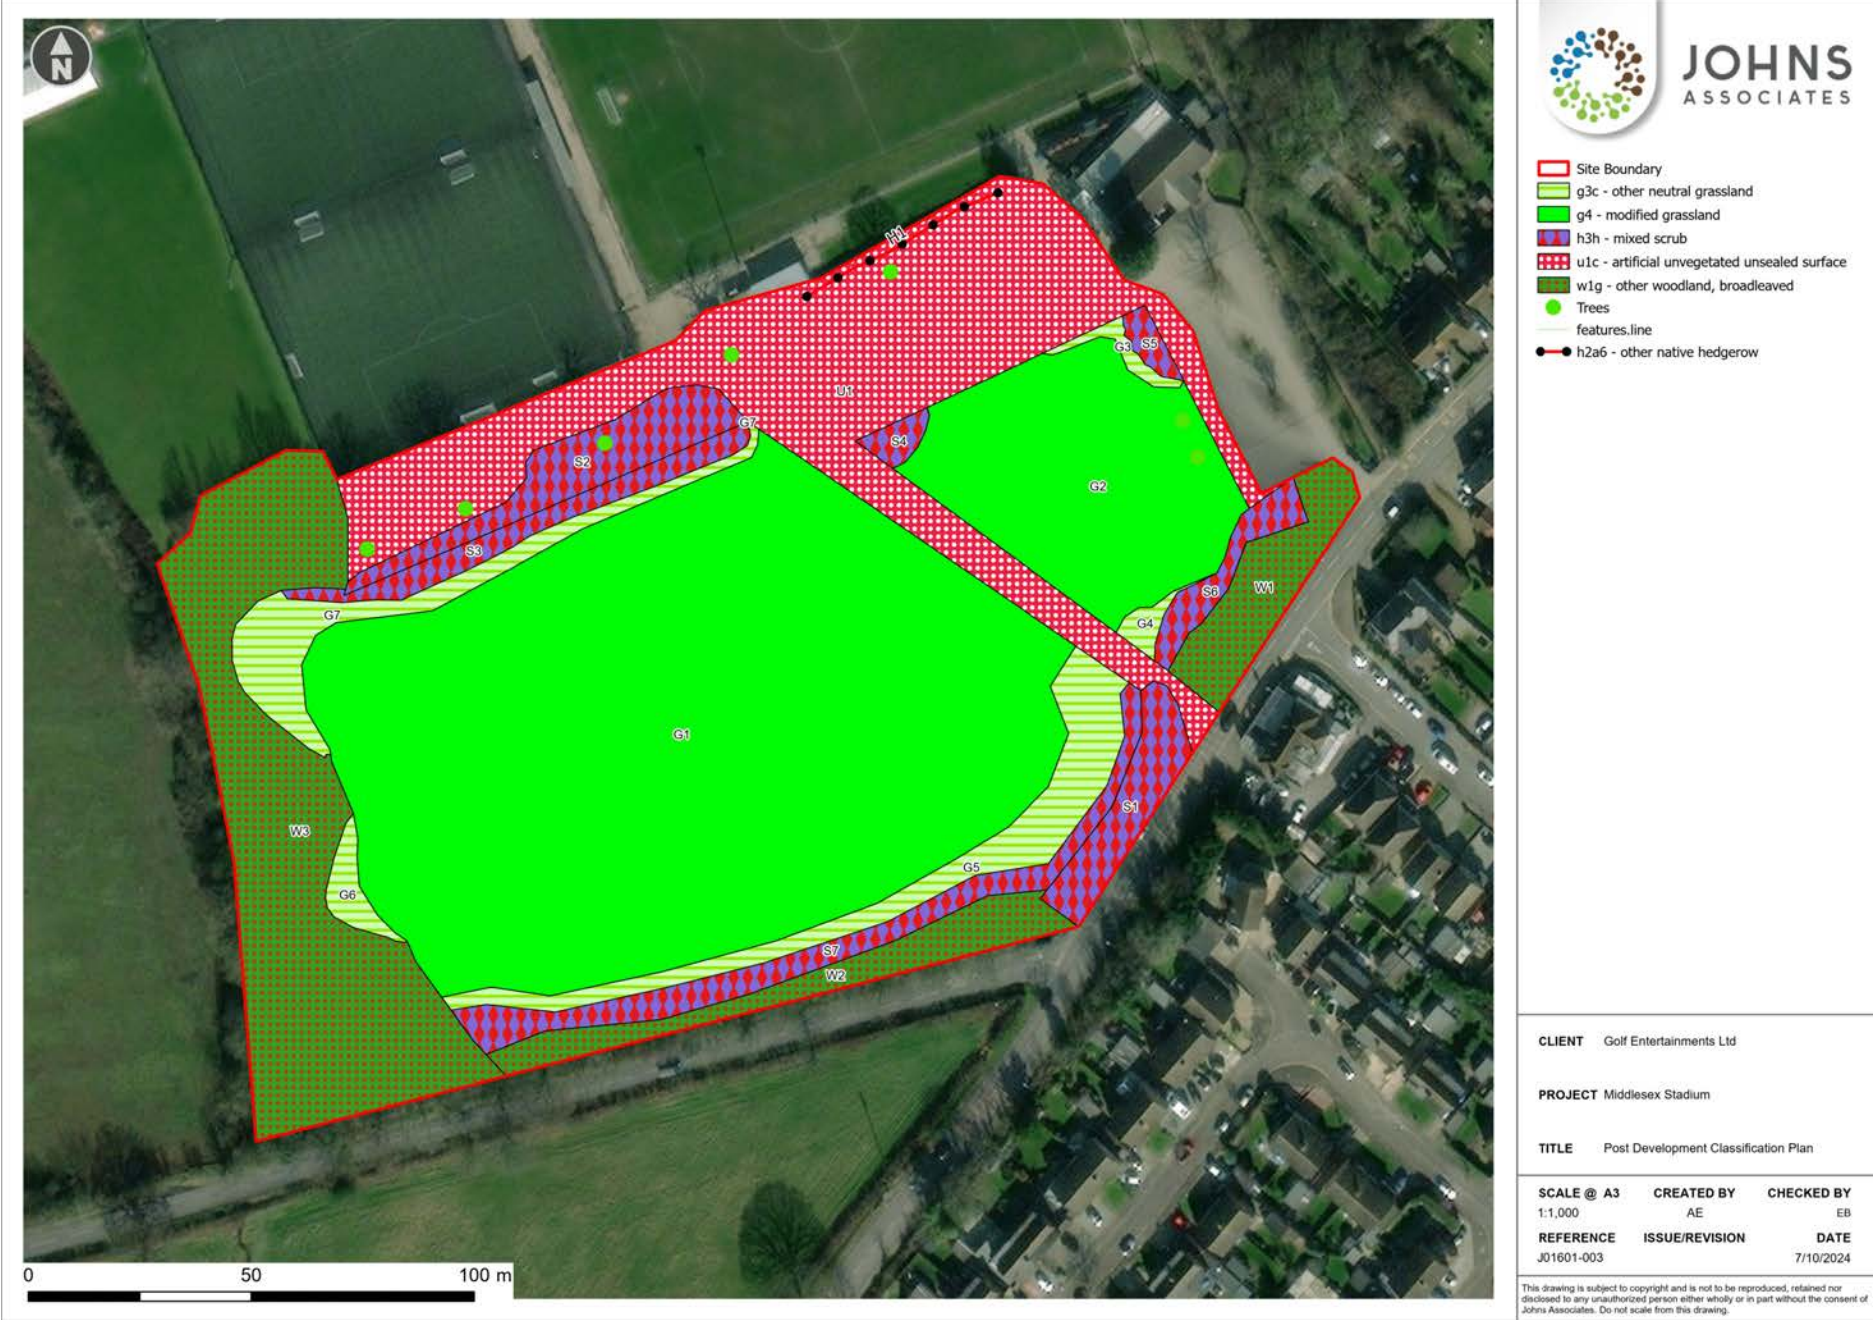 N
JOHNS
ASSOCIATES
Site Boundary
g3c - other neutral grassland
g4 - modified grassland
h3h - mixed scrub
u1c - artificial unvegetated unsealed surface
w1g - other woodland, broadleaved
Trees
features.line
h2a6 - other native hedgerow
H1
G3
S5
U1
G7
S4
S2
G2
S3
S6
W1
G7
G4
G1
S1
W3
G5
G6
S7
W2
0 50 100 m
CLIENT Golf Entertainments Ltd
PROJECT Middlesex Stadium
TITLE Post Development Classification Plan
SCALE @ A3 CREATED BY CHECKED BY
1:1,000 AE EB
REFERENCE ISSUE/REVISION DATE
J01601-003 7/10/2024
This drawing is subject to copyright and is not to be reproduced, retained nor
disclosed to any unauthorized person either wholly or in part without the consent of
Johns Associates. Do not scale from this drawing.